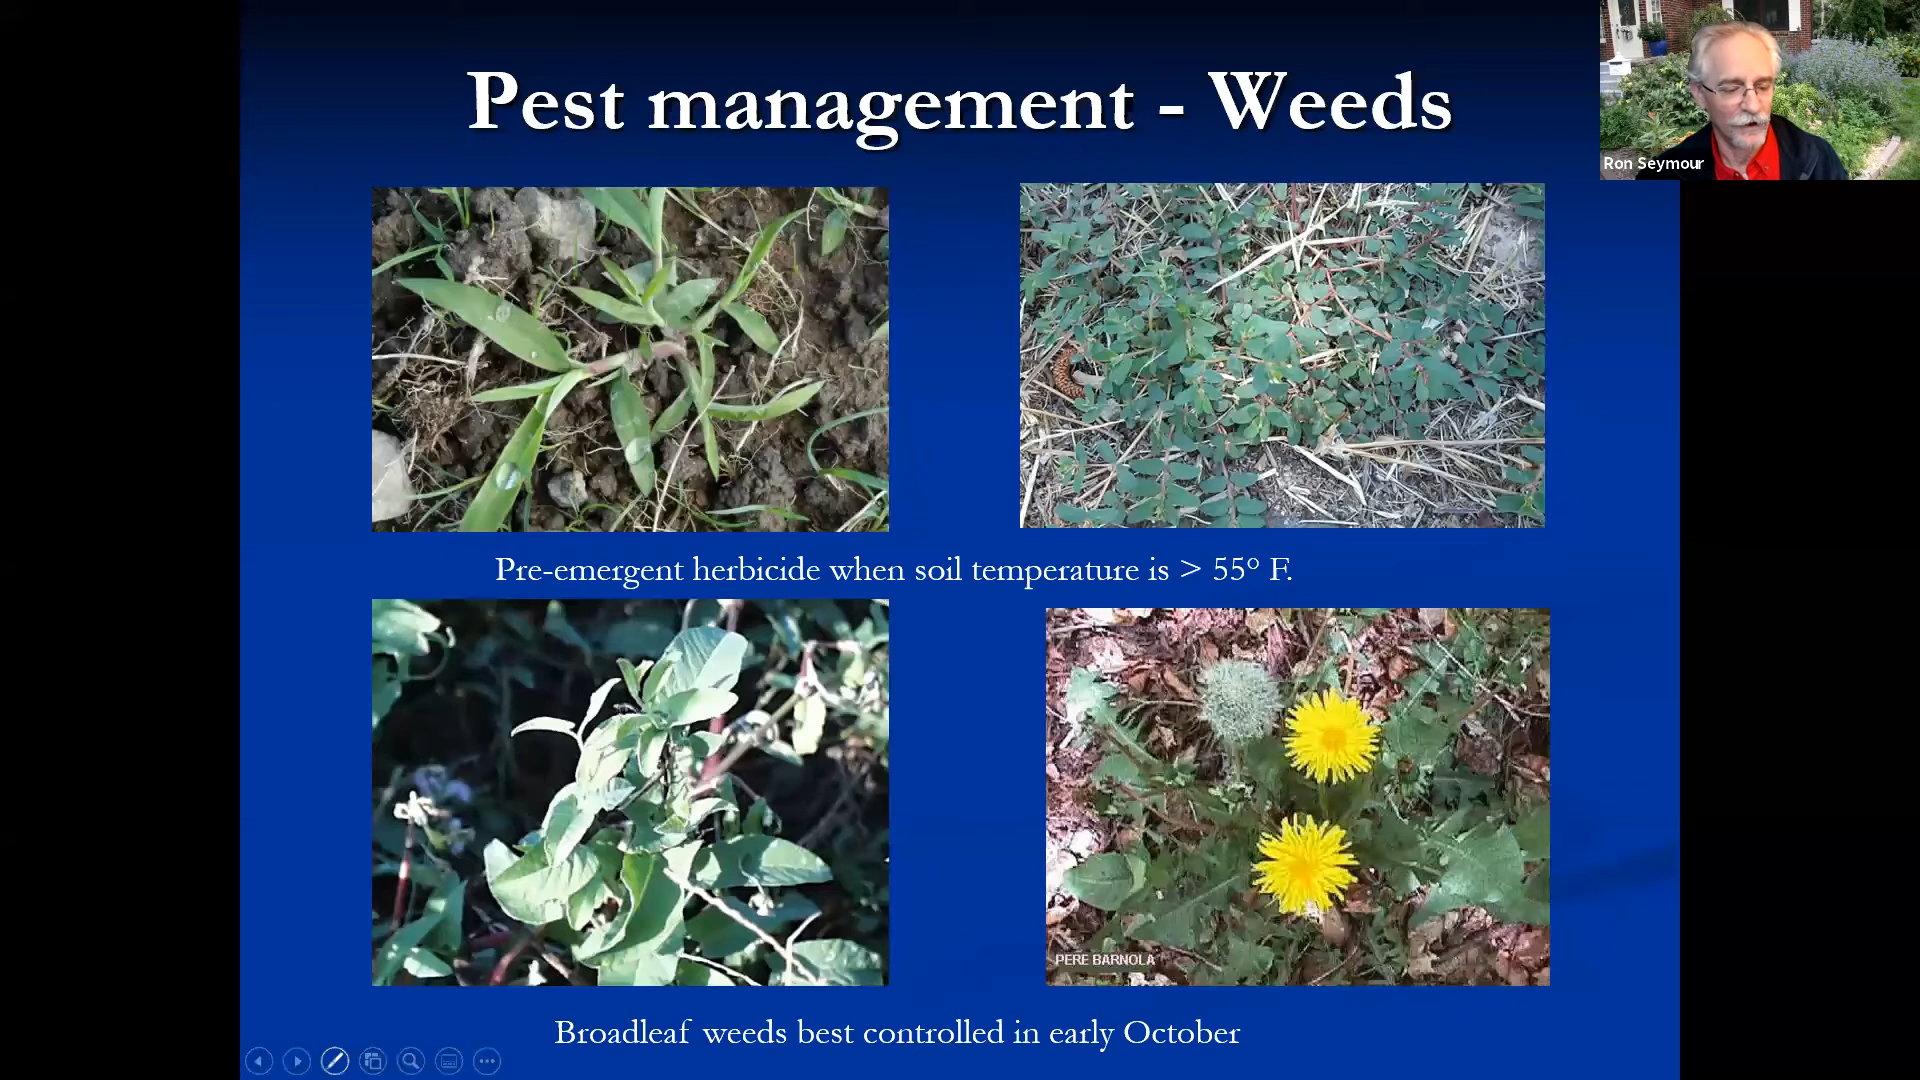 Pest management - Weeds
Ron Seymour
Pre-emergent herbicide when soil temperature is > 55° F.
PERE BARNOLA
Broadleaf weeds best controlled in early October